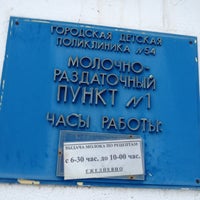 ГОРОДСКАЯ ДЕТСКАЯ
ПОЛИКЛИНИКА №54
МОЛОЧНО-
РАЗДАТОЧНЫЙ
ПУНКТ №1
ЧАСЫ РАБОТЫ:
ВЫДАЧА МОЛОКА ПО РЕЦЕПТАМ
с 6-30 час. до 10-00 час.
ЕЖЕДНЕВНО